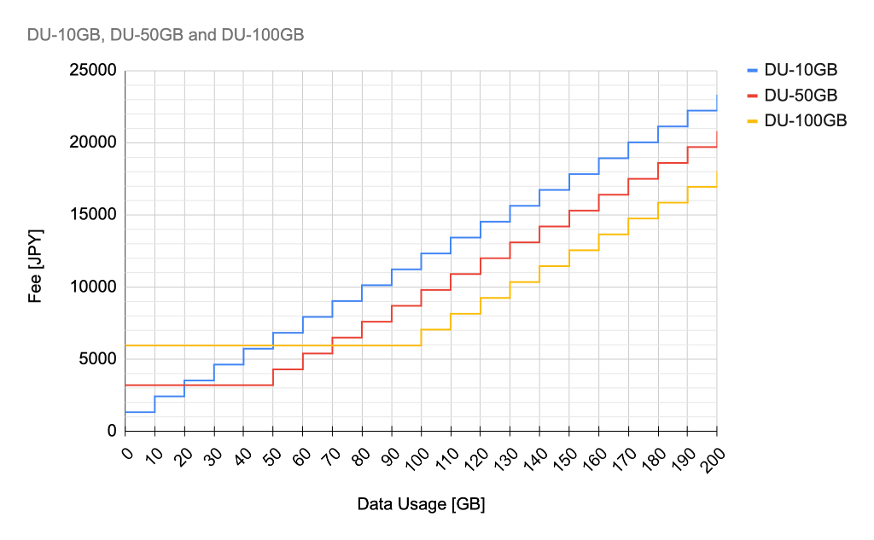 DU-10GB, DU-50GB and DU-100GB
25000
20000
15000
10000
5000
0
Fee [JPY]
0 10 20 30 40 50 60 70 80 90 100 110 120 130 140 150 160 170 180 190 200
Data Usage [GB]
DU-10GB
DU-50GB
DU-100GB